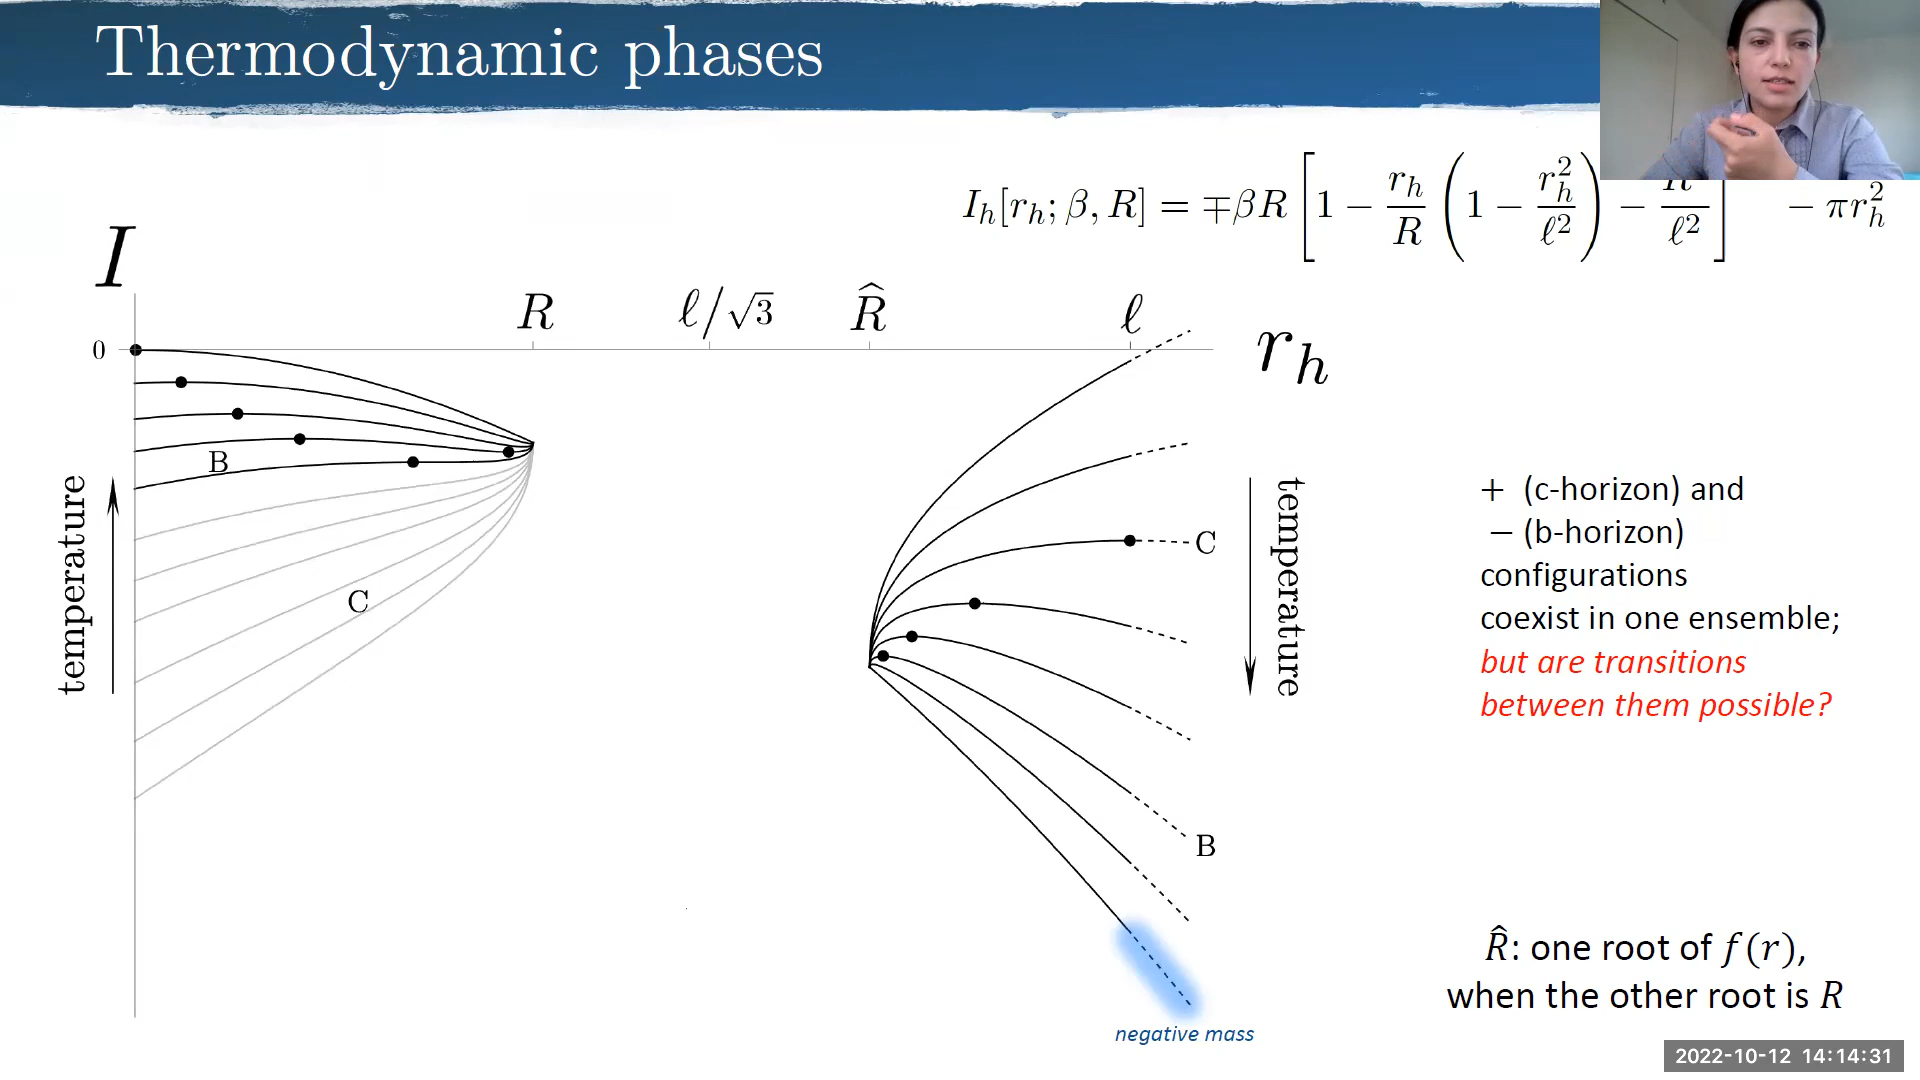 Thermodynamic phases
I_h[r_h; β, R] = ∓βR [1 − r_h/R (1 − r_h²/ℓ²) − R/ℓ²] − πr_h²
I
R
ℓ/√3
R̂
ℓ
0
r_h
B
C
temperature
C
B
temperature
negative mass
+ (c-horizon) and
− (b-horizon)
configurations
coexist in one ensemble;
but are transitions
between them possible?
R̂: one root of f(r),
when the other root is R
2022-10-12 14:14:31